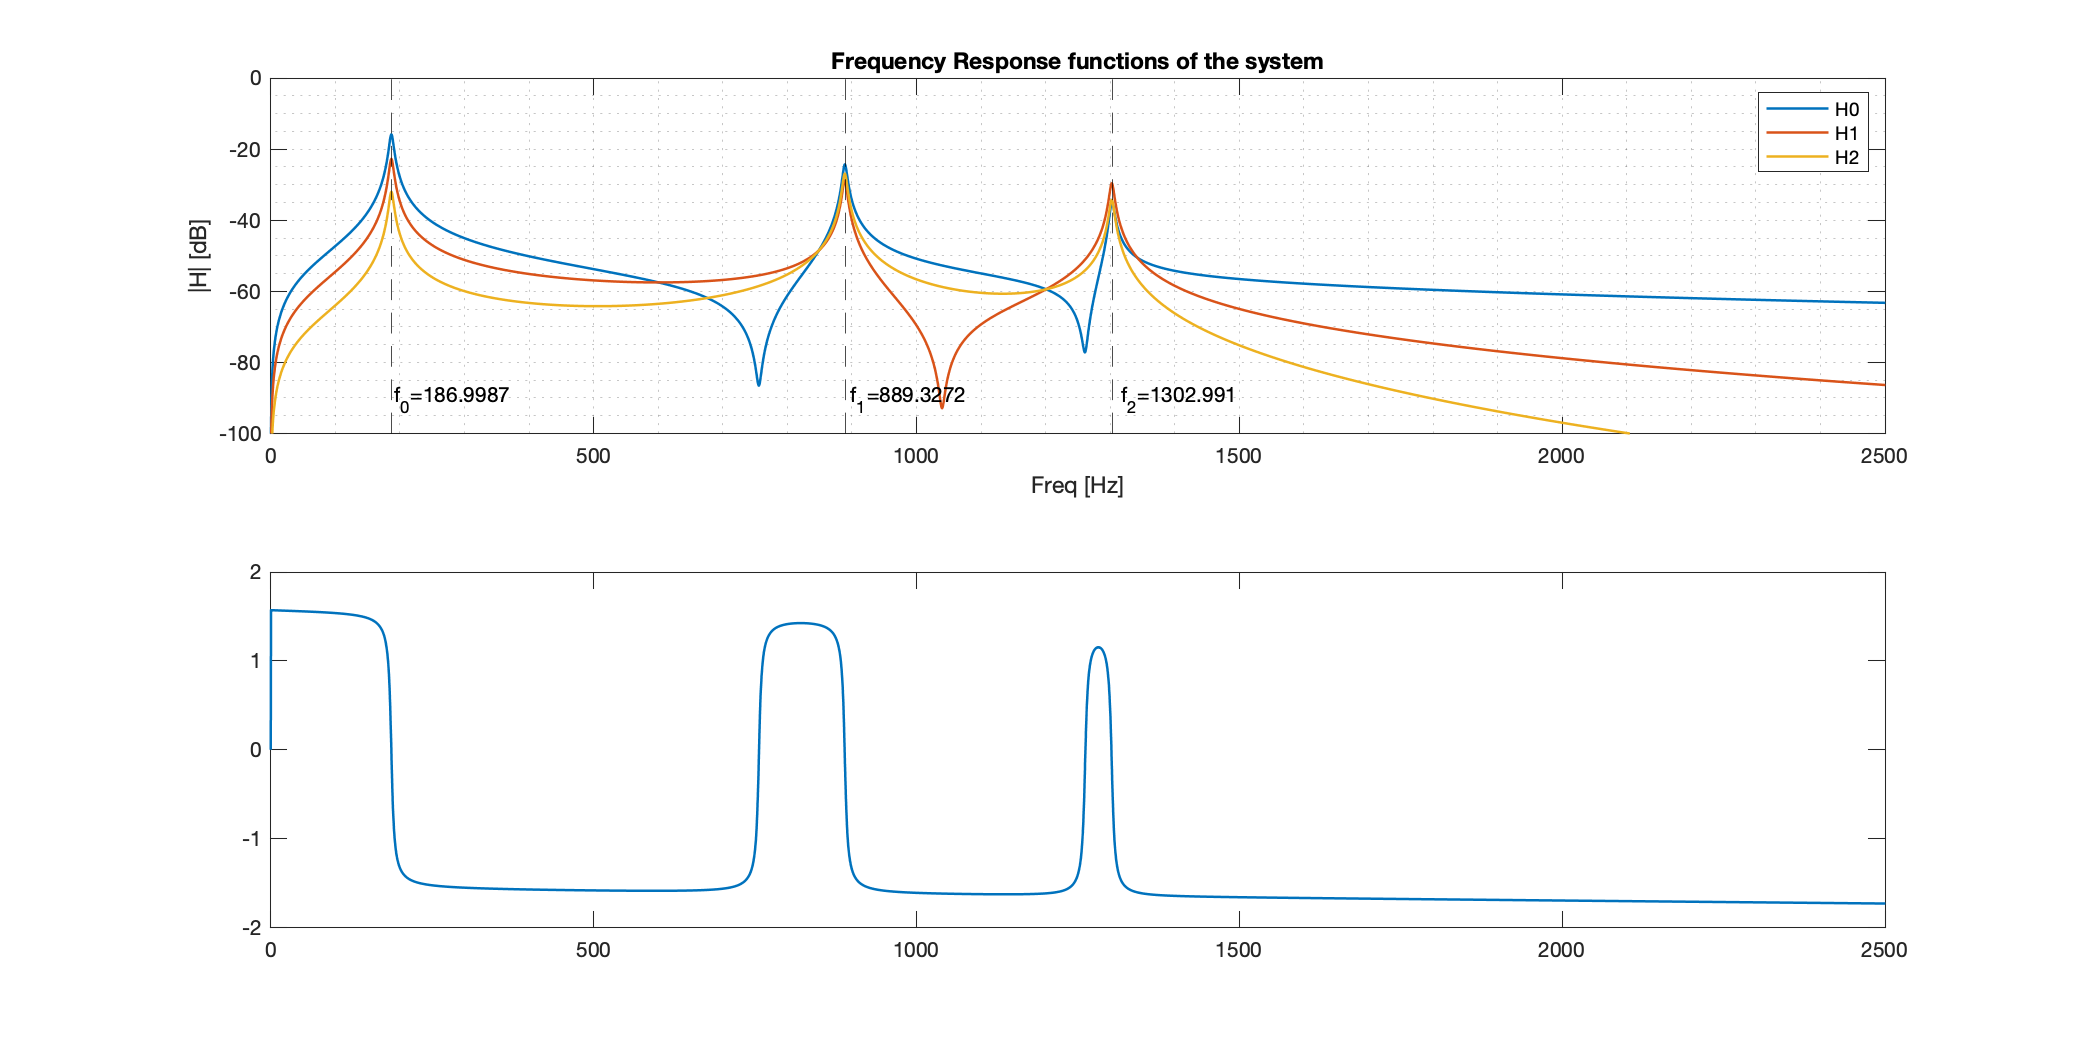 Frequency Response functions of the system
0
-20
-40
-60
-80
-100
|H| [dB]
H0
H1
H2
f0=186.9987
f1=889.3272
f2=1302.991
0
500
1000
1500
2000
2500
Freq [Hz]
2
1
0
-1
-2
0
500
1000
1500
2000
2500